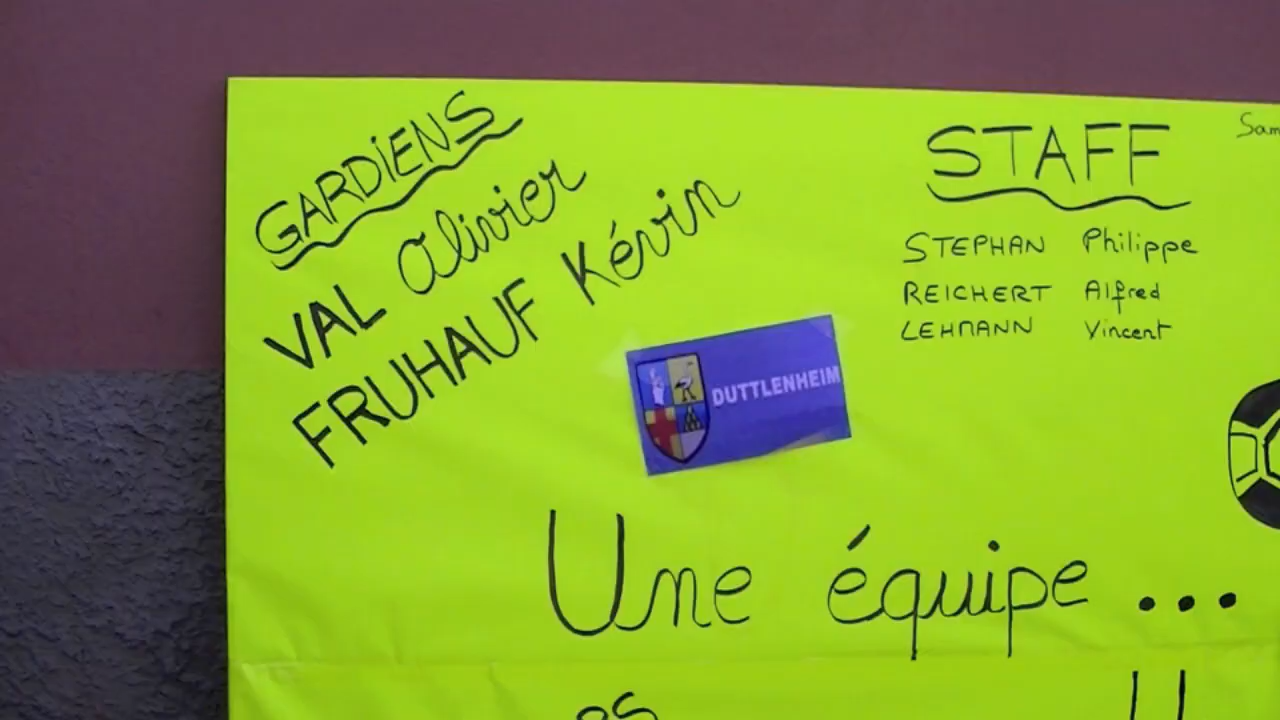 GARDiENS
VAL Olivier
FRUHAUF Kévin
STAFF
STEPHAN Philippe
REICHERT Alfred
LEHMANN Vincent
DUTTLENHEIM
Une équipe ...